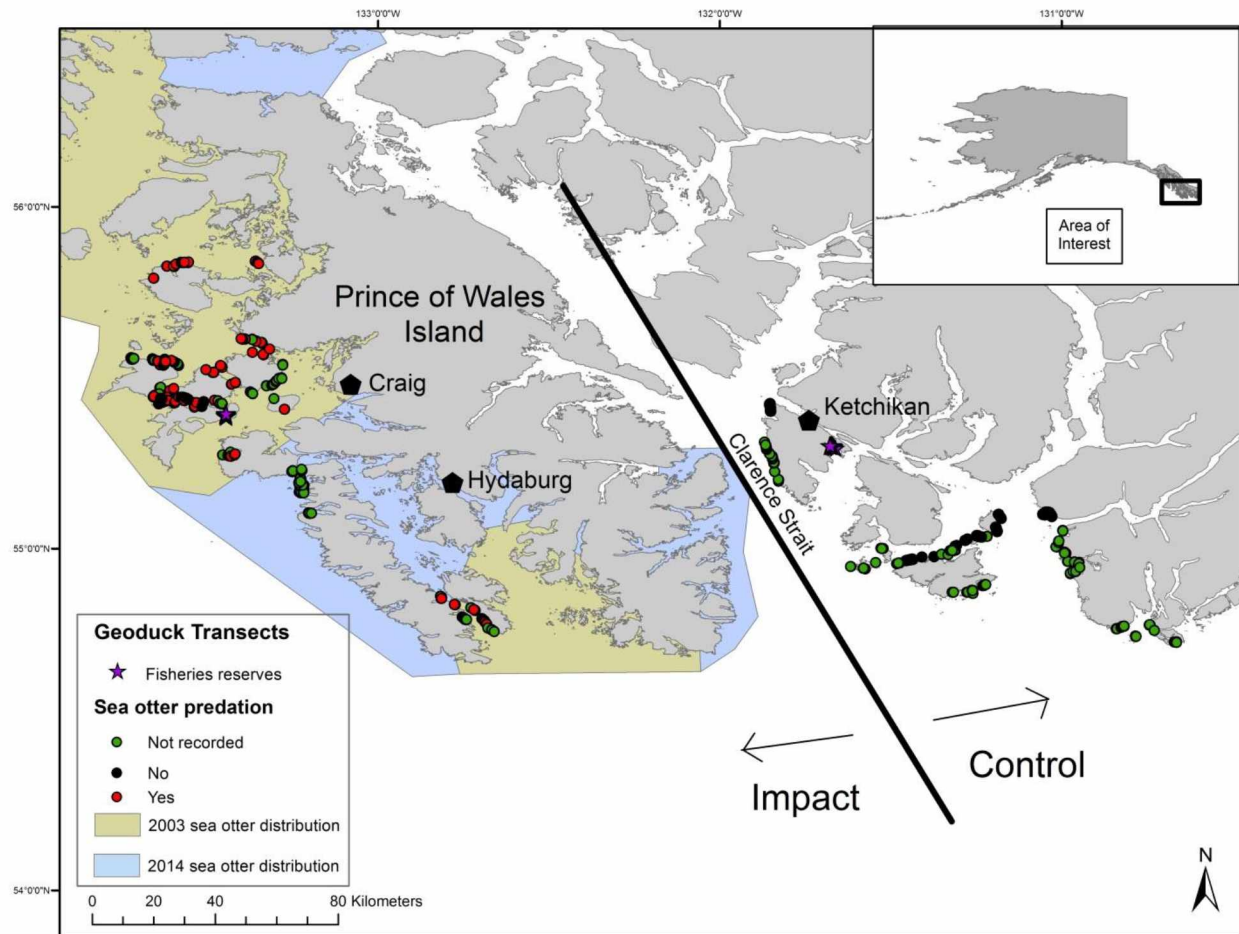 133°0'0"W
132°0'0"W
131°0'0"W
56°0'0"N
55°0'0"N
54°0'0"N
Area of
Interest
Prince of Wales
Island
Craig
Ketchikan
Hydaburg
Clarence Strait
Impact
Control
Geoduck Transects
Fisheries reserves
Sea otter predation
Not recorded
No
Yes
2003 sea otter distribution
2014 sea otter distribution
0 20 40 80 Kilometers
N